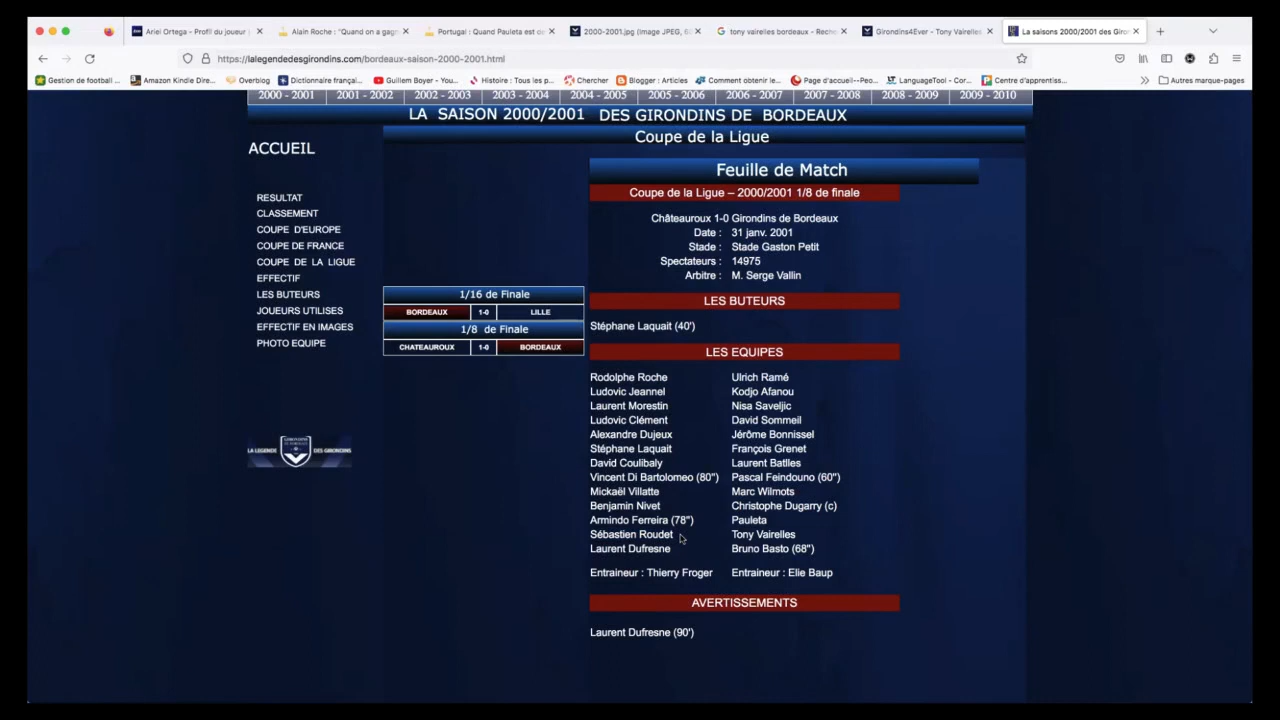 Ariel Ortega - Profil du joueur
Alain Roche : "Quand on a gagn
Portugal : Quand Pauleta est de
2000-2001.jpg (Image JPEG, 6
tony vairelles bordeaux - Reche
Girondins4Ever - Tony Vairelles
La saisons 2000/2001 des Giro
https://lalegendedesgirondins.com/bordeaux-saison-2000-2001.html
Gestion de football ...
Amazon Kindle Dire...
Overblog
Dictionnaire françai...
Guillem Boyer - YouT...
Histoire : Tous les p...
Chercher
Blogger : Articles
Comment obtenir le...
Page d'accueil--Peo...
LanguageTool - Cor...
Centre d'apprentiss...
Autres marque-pages
2000 - 2001 2001 - 2002 2002 - 2003 2003 - 2004 2004 - 2005 2005 - 2006 2006 - 2007 2007 - 2008 2008 - 2009 2009 - 2010
LA SAISON 2000/2001 DES GIRONDINS DE BORDEAUX
Coupe de la Ligue
ACCUEIL
RESULTAT
CLASSEMENT
COUPE D'EUROPE
COUPE DE FRANCE
COUPE DE LA LIGUE
EFFECTIF
LES BUTEURS
JOUEURS UTILISES
EFFECTIF EN IMAGES
PHOTO EQUIPE
LA LEGENDE DES GIRONDINS
1/16 de Finale
BORDEAUX 1-0 LILLE
1/8 de Finale
CHATEAUROUX 1-0 BORDEAUX
Feuille de Match
Coupe de la Ligue – 2000/2001 1/8 de finale
Châteauroux 1-0 Girondins de Bordeaux
Date : 31 janv. 2001
Stade : Stade Gaston Petit
Spectateurs : 14975
Arbitre : M. Serge Vallin
LES BUTEURS
Stéphane Laquait (40')
LES EQUIPES
Rodolphe Roche Ulrich Ramé
Ludovic Jeannel Kodjo Afanou
Laurent Morestin Nisa Saveljic
Ludovic Clément David Sommeil
Alexandre Dujeux Jérôme Bonnissel
Stéphane Laquait François Grenet
David Coulibaly Laurent Batlles
Vincent Di Bartolomeo (80") Pascal Feindouno (60")
Mickaël Villatte Marc Wilmots
Benjamin Nivet Christophe Dugarry (c)
Armindo Ferreira (78") Pauleta
Sébastien Roudet Tony Vairelles
Laurent Dufresne Bruno Basto (68")
Entraineur : Thierry Froger Entraineur : Elie Baup
AVERTISSEMENTS
Laurent Dufresne (90')